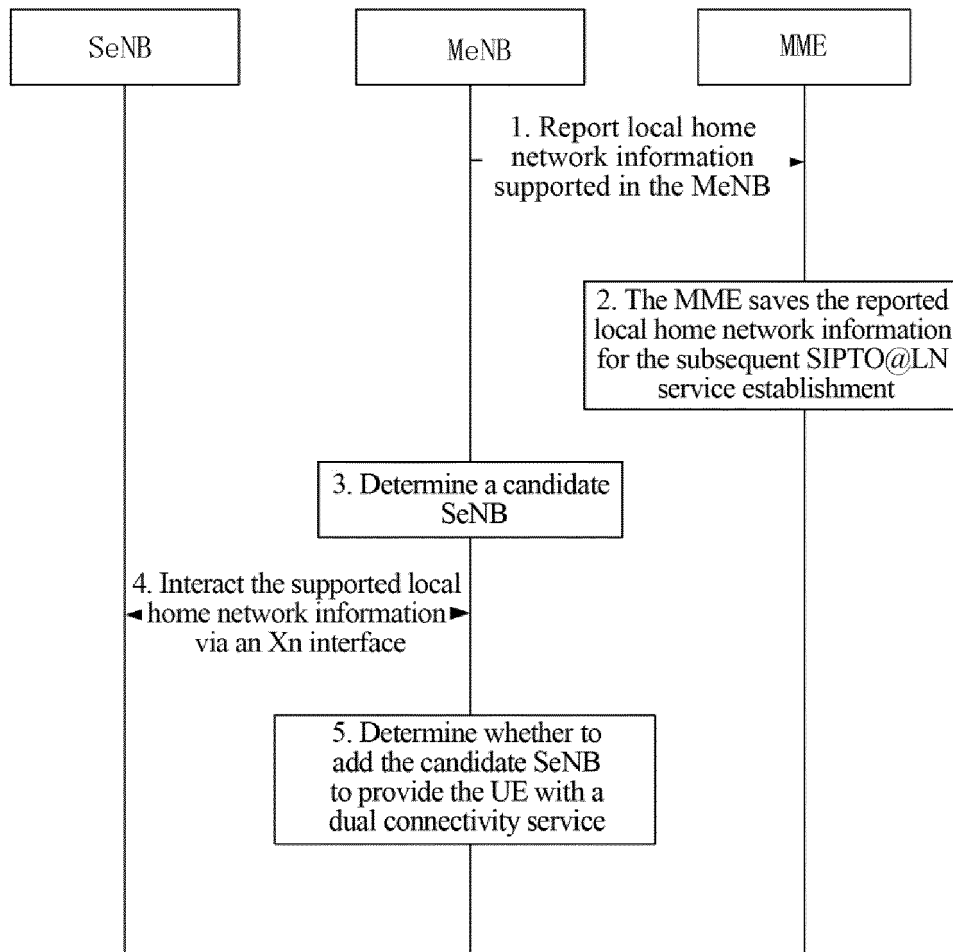 SeNB
MeNB
MME
1. Report local home
network information
supported in the MeNB
2. The MME saves the reported
local home network information
for the subsequent SIPTO@LN
service establishment
3. Determine a candidate
SeNB
4. Interact the supported local
home network information
via an Xn interface
5. Determine whether to
add the candidate SeNB
to provide the UE with a
dual connectivity service